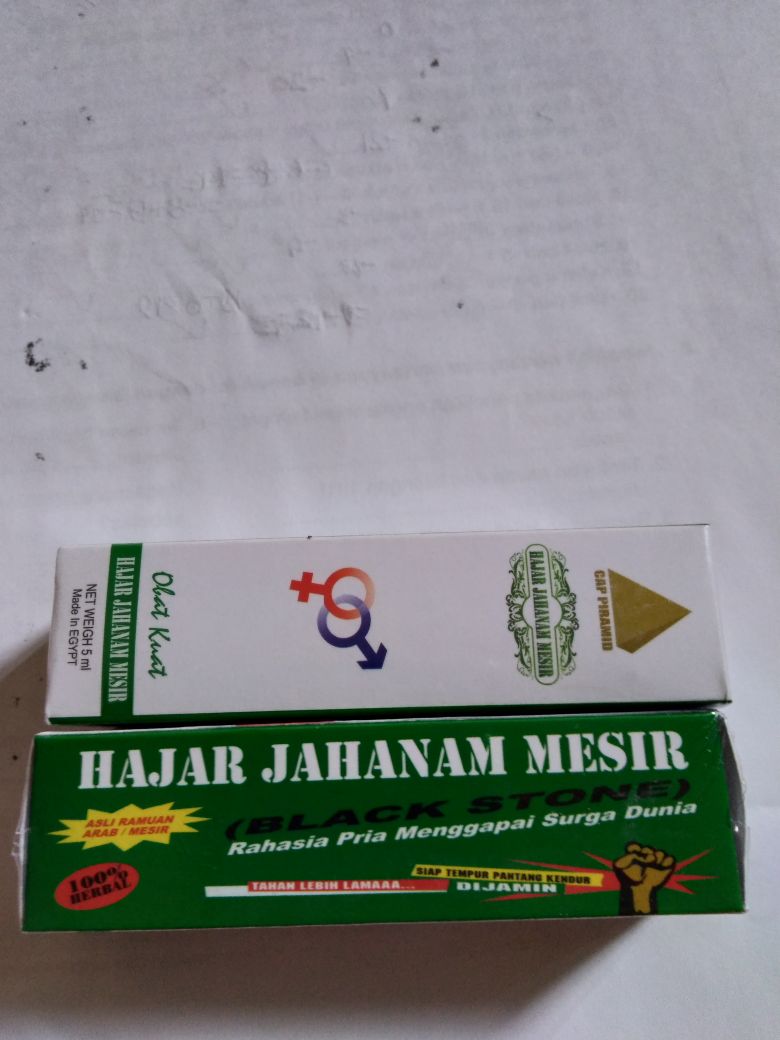 CAP PIRAMID
HAJAR JAHANAM MESIR
Obat Kuat
HAJAR JAHANAM MESIR
NET WEIGH 5 ml
Made In EGYPT
HAJAR JAHANAM MESIR
(BLACK STONE)
Rahasia Pria Menggapai Surga Dunia
ASLI RAMUAN
ARAB / MESIR
100%
HERBAL
TAHAN LEBIH LAMAAA...
SIAP TEMPUR PANTANG KENDUR
DIJAMIN